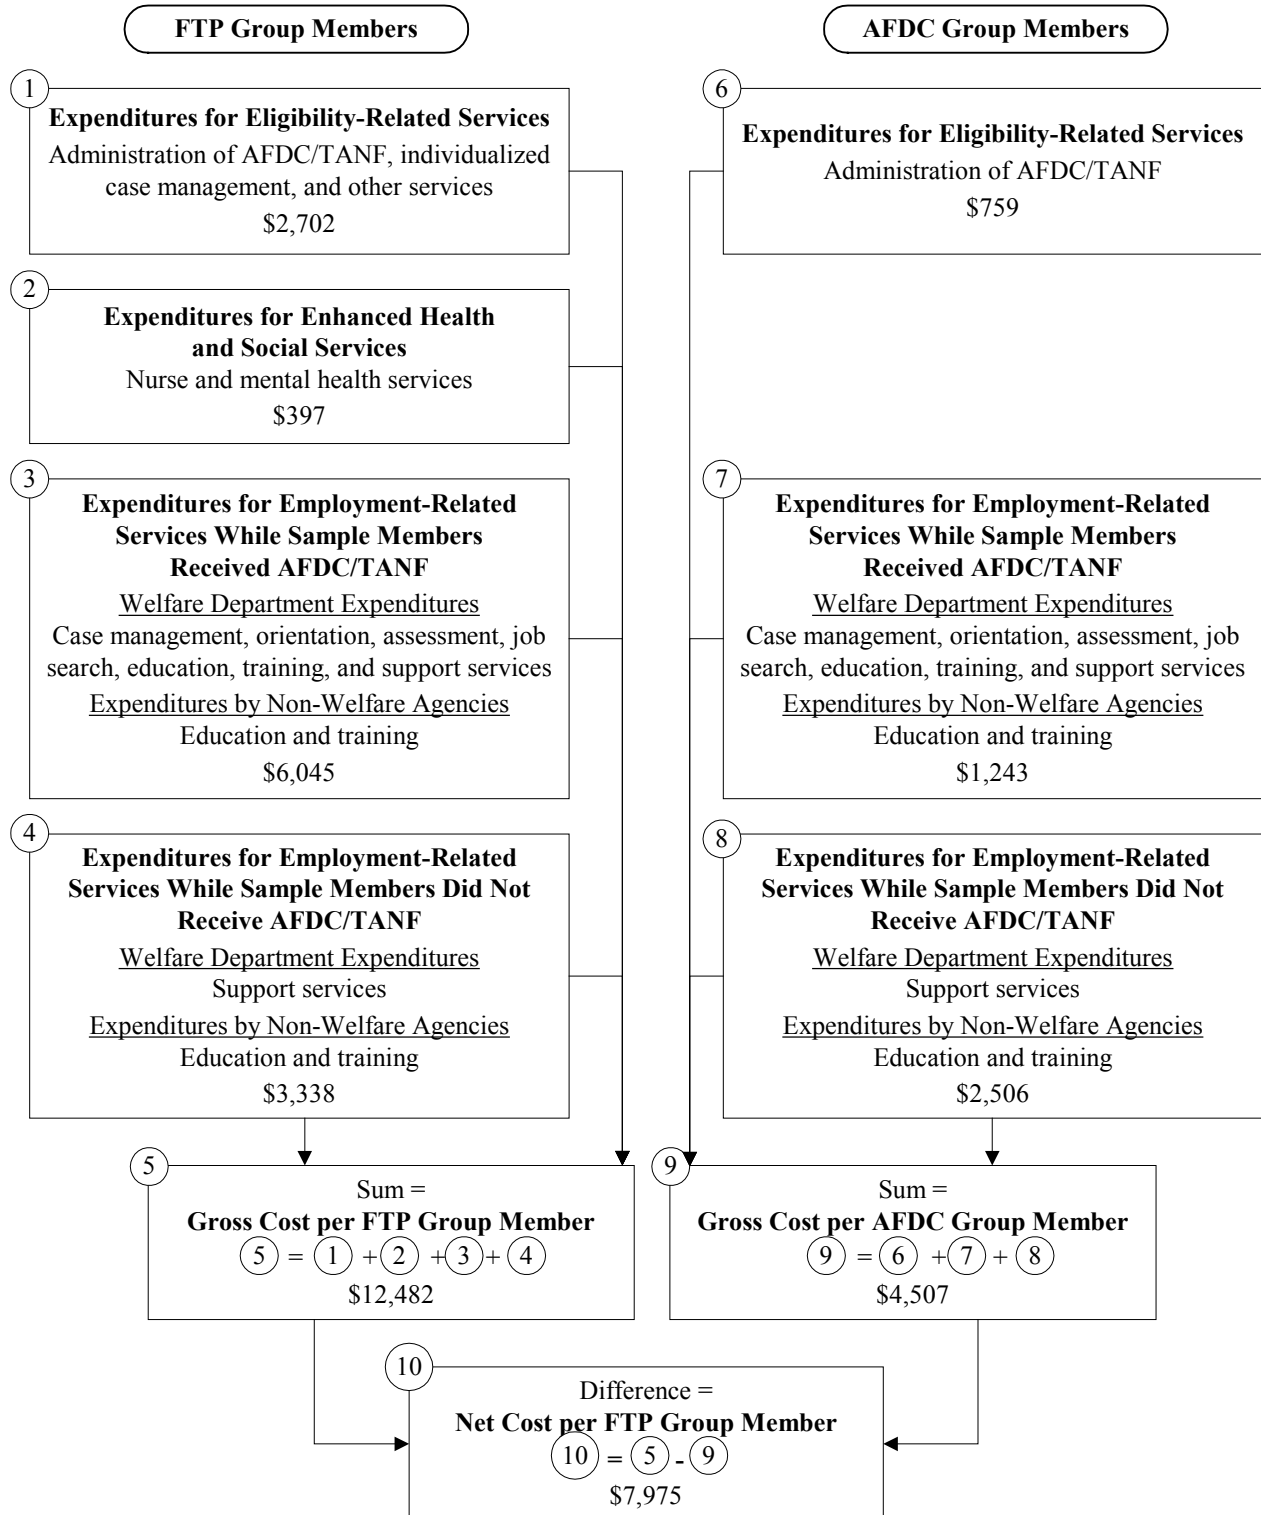 FTP Group Members
AFDC Group Members
1
Expenditures for Eligibility-Related Services
Administration of AFDC/TANF, individualized
case management, and other services
$2,702
6
Expenditures for Eligibility-Related Services
Administration of AFDC/TANF
$759
2
Expenditures for Enhanced Health
and Social Services
Nurse and mental health services
$397
3
Expenditures for Employment-Related
Services While Sample Members
Received AFDC/TANF
Welfare Department Expenditures
Case management, orientation, assessment, job
search, education, training, and support services
Expenditures by Non-Welfare Agencies
Education and training
$6,045
7
Expenditures for Employment-Related
Services While Sample Members
Received AFDC/TANF
Welfare Department Expenditures
Case management, orientation, assessment, job
search, education, training, and support services
Expenditures by Non-Welfare Agencies
Education and training
$1,243
4
Expenditures for Employment-Related
Services While Sample Members Did Not
Receive AFDC/TANF
Welfare Department Expenditures
Support services
Expenditures by Non-Welfare Agencies
Education and training
$3,338
8
Expenditures for Employment-Related
Services While Sample Members Did Not
Receive AFDC/TANF
Welfare Department Expenditures
Support services
Expenditures by Non-Welfare Agencies
Education and training
$2,506
5
Sum =
Gross Cost per FTP Group Member
5 = 1 + 2 + 3 + 4
$12,482
9
Sum =
Gross Cost per AFDC Group Member
9 = 6 + 7 + 8
$4,507
10
Difference =
Net Cost per FTP Group Member
10 = 5 - 9
$7,975